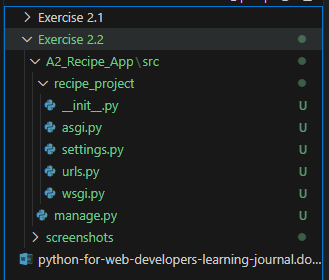 Exercise 2.1
Exercise 2.2
A2_Recipe_App\src
recipe_project
__init__.py U
asgi.py U
settings.py U
urls.py U
wsgi.py U
manage.py U
screenshots
python-for-web-developers-learning-journal.do...